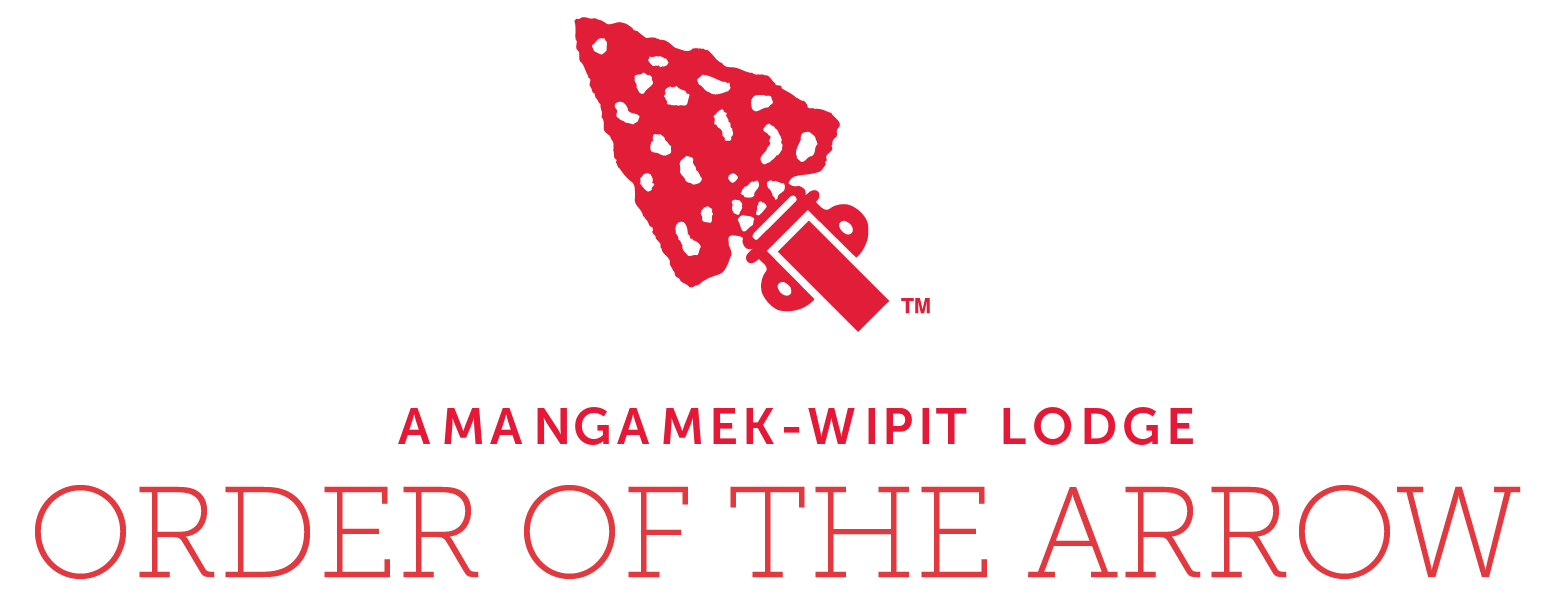 TM
AMANGAMEK-WIPIT LODGE
ORDER OF THE ARROW